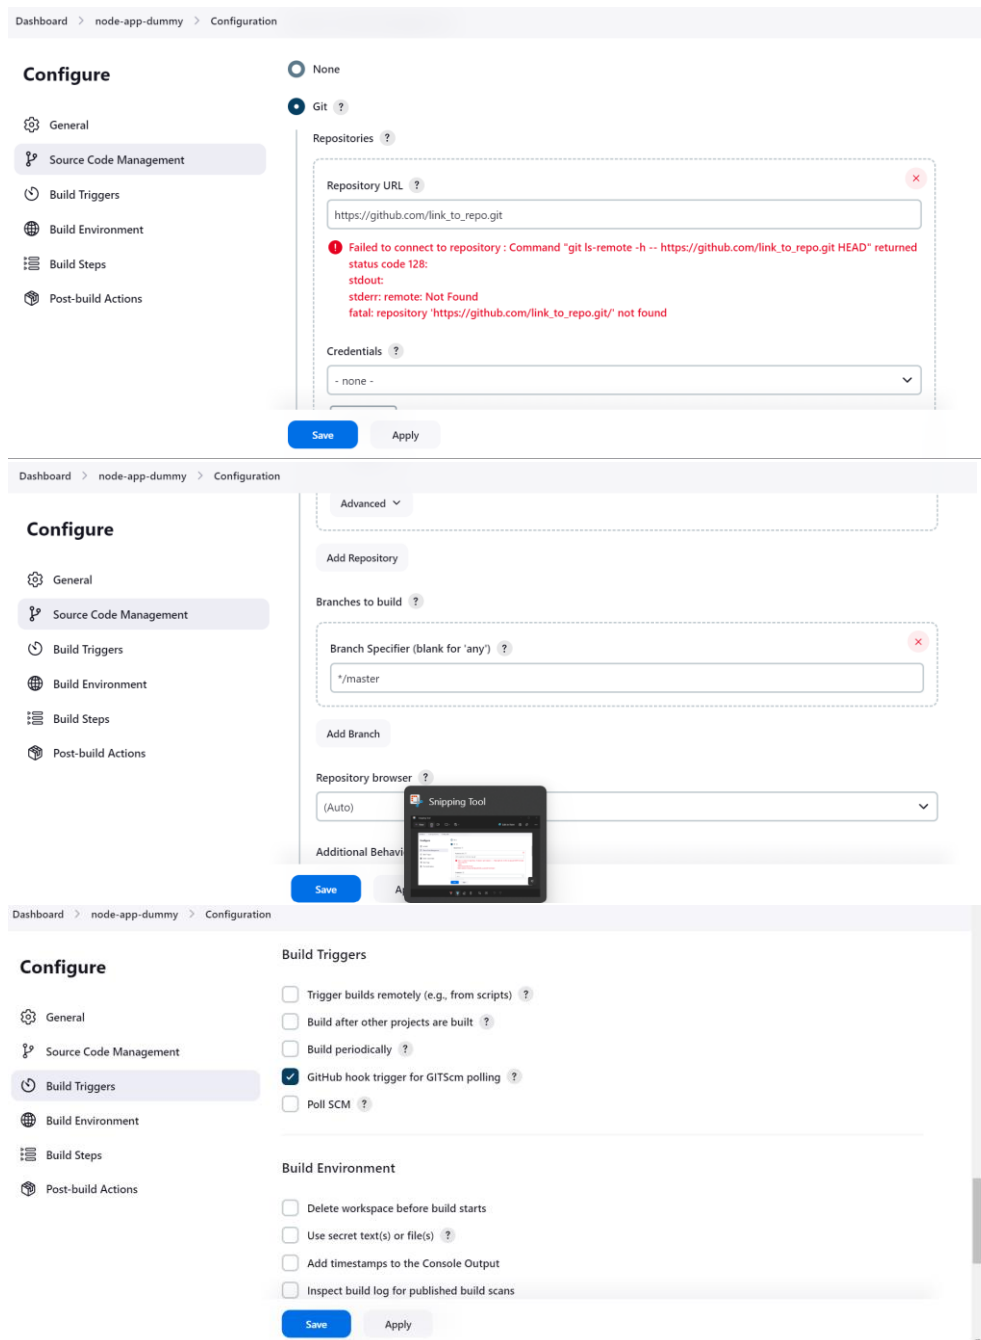 Dashboard > node-app-dummy > Configuration
Configure
General
Source Code Management
Build Triggers
Build Environment
Build Steps
Post-build Actions
None
Git ?
Repositories ?
Repository URL ?
https://github.com/link_to_repo.git
Failed to connect to repository : Command "git ls-remote -h -- https://github.com/link_to_repo.git HEAD" returned
status code 128:
stdout:
stderr: remote: Not Found
fatal: repository 'https://github.com/link_to_repo.git/' not found
Credentials ?
- none -
Save Apply
Dashboard > node-app-dummy > Configuration
Configure
General
Source Code Management
Build Triggers
Build Environment
Build Steps
Post-build Actions
Advanced
Add Repository
Branches to build ?
Branch Specifier (blank for 'any') ?
*/master
Add Branch
Repository browser ?
(Auto)
Snipping Tool
Additional Behavi
Save Ap
Dashboard > node-app-dummy > Configuration
Configure
General
Source Code Management
Build Triggers
Build Environment
Build Steps
Post-build Actions
Build Triggers
Trigger builds remotely (e.g., from scripts) ?
Build after other projects are built ?
Build periodically ?
GitHub hook trigger for GITScm polling ?
Poll SCM ?
Build Environment
Delete workspace before build starts
Use secret text(s) or file(s) ?
Add timestamps to the Console Output
Inspect build log for published build scans
Save Apply